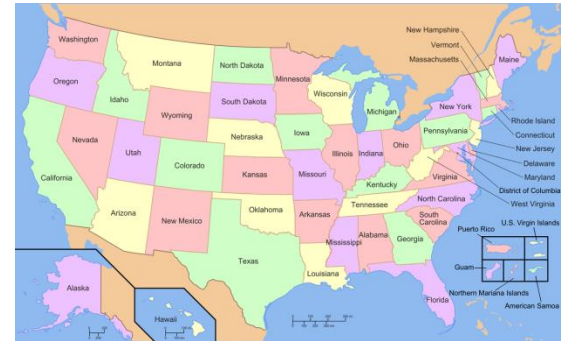 Washington
Montana
North Dakota
Minnesota
Wisconsin
Michigan
New Hampshire
Vermont
Massachusetts
Maine
Oregon
Idaho
Wyoming
South Dakota
New York
Rhode Island
Connecticut
New Jersey
Delaware
Maryland
District of Columbia
West Virginia
Nevada
Utah
Colorado
Nebraska
Iowa
Illinois
Indiana
Ohio
Pennsylvania
California
Kansas
Missouri
Kentucky
Virginia
Arizona
New Mexico
Oklahoma
Arkansas
Tennessee
North Carolina
South
Carolina
Texas
Louisiana
Mississippi
Alabama
Georgia
Florida
Alaska
Hawaii
Puerto Rico
U.S. Virgin Islands
Guam
Northern Mariana Islands
American Samoa